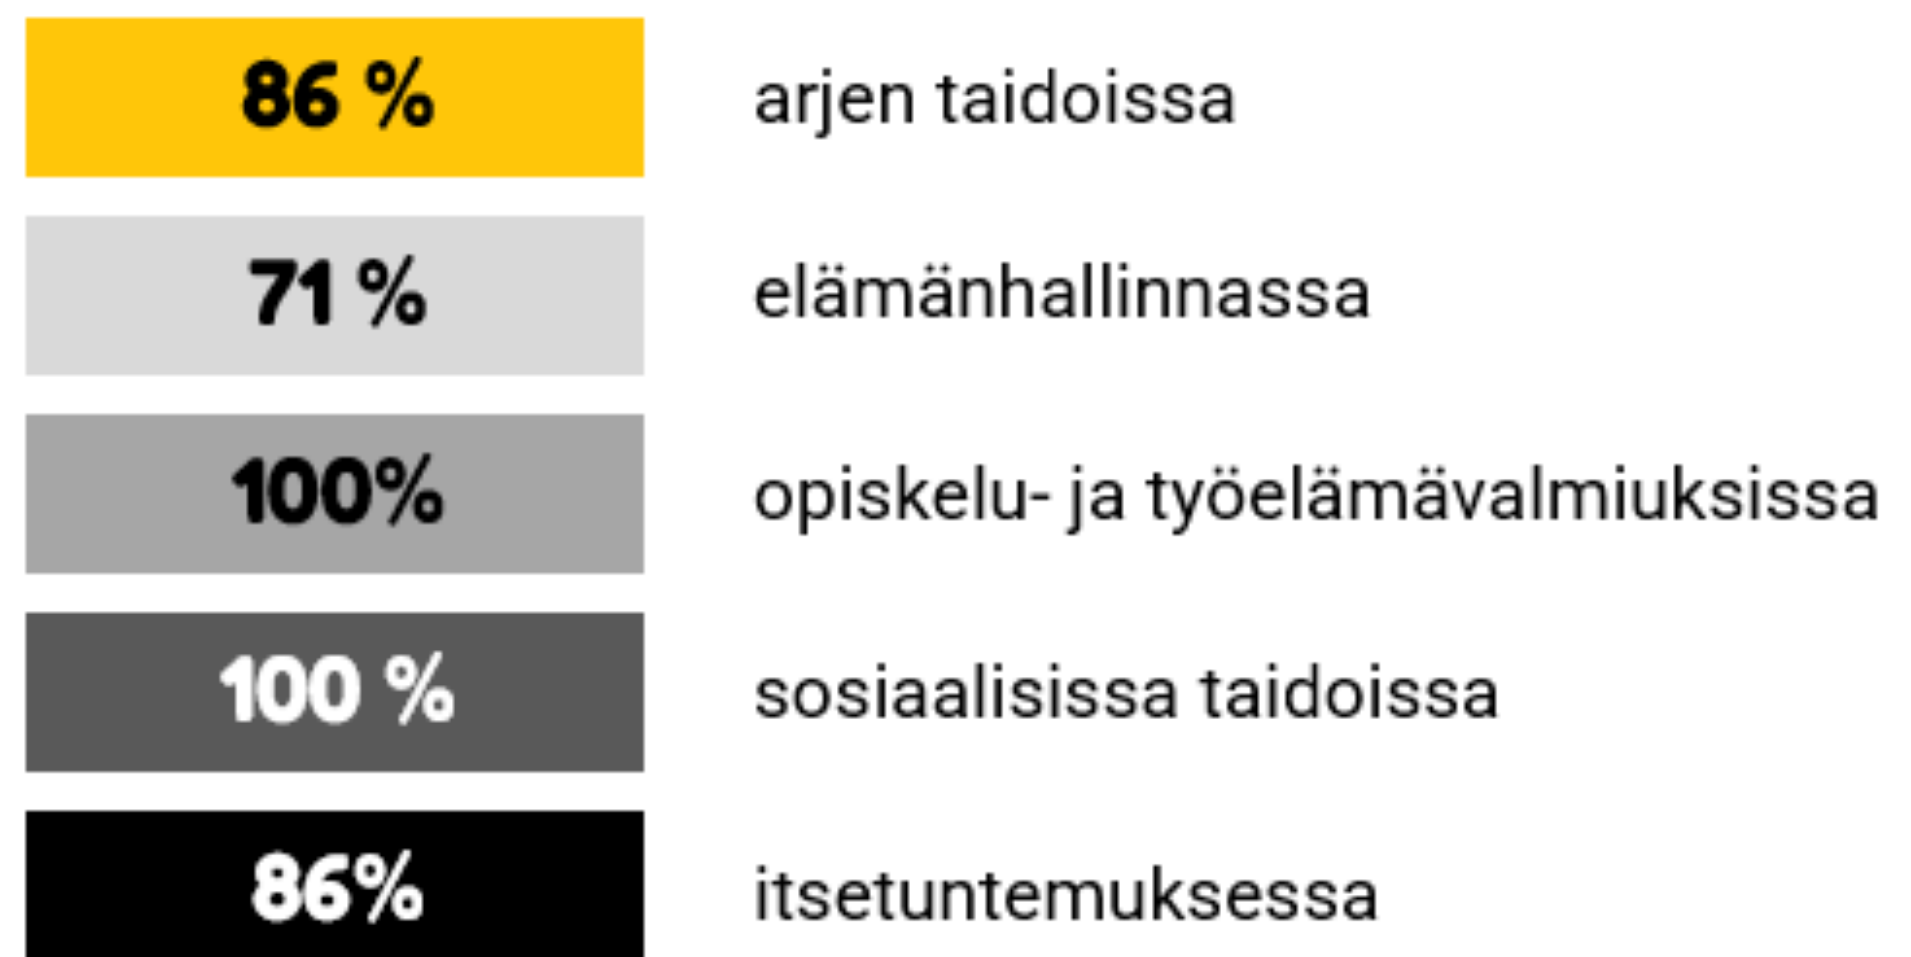 86 % arjen taidoissa
71 % elämänhallinnassa
100% opiskelu- ja työelämävalmiuksissa
100 % sosiaalisissa taidoissa
86% itsetuntemuksessa